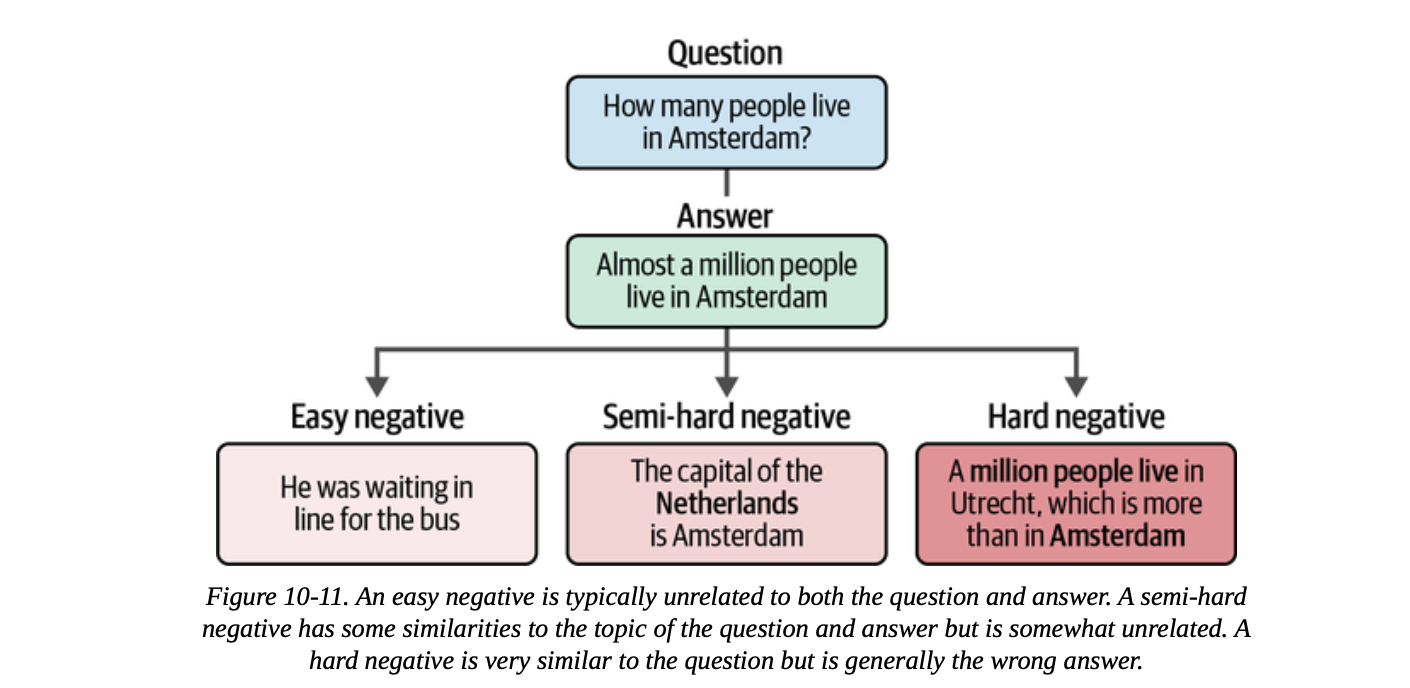 Question
How many people live
in Amsterdam?
Answer
Almost a million people
live in Amsterdam
Easy negative
He was waiting in
line for the bus
Semi-hard negative
The capital of the
Netherlands
is Amsterdam
Hard negative
A million people live in
Utrecht, which is more
than in Amsterdam
Figure 10-11. An easy negative is typically unrelated to both the question and answer. A semi-hard
negative has some similarities to the topic of the question and answer but is somewhat unrelated. A
hard negative is very similar to the question but is generally the wrong answer.